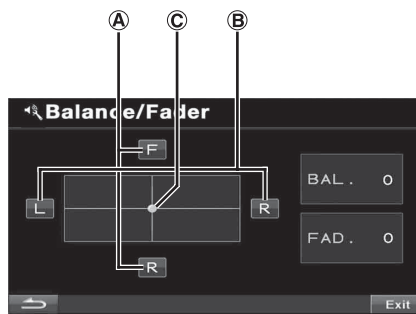 A C B
Balance/Fader
F
BAL. 0
L R
FAD. 0
R
Exit